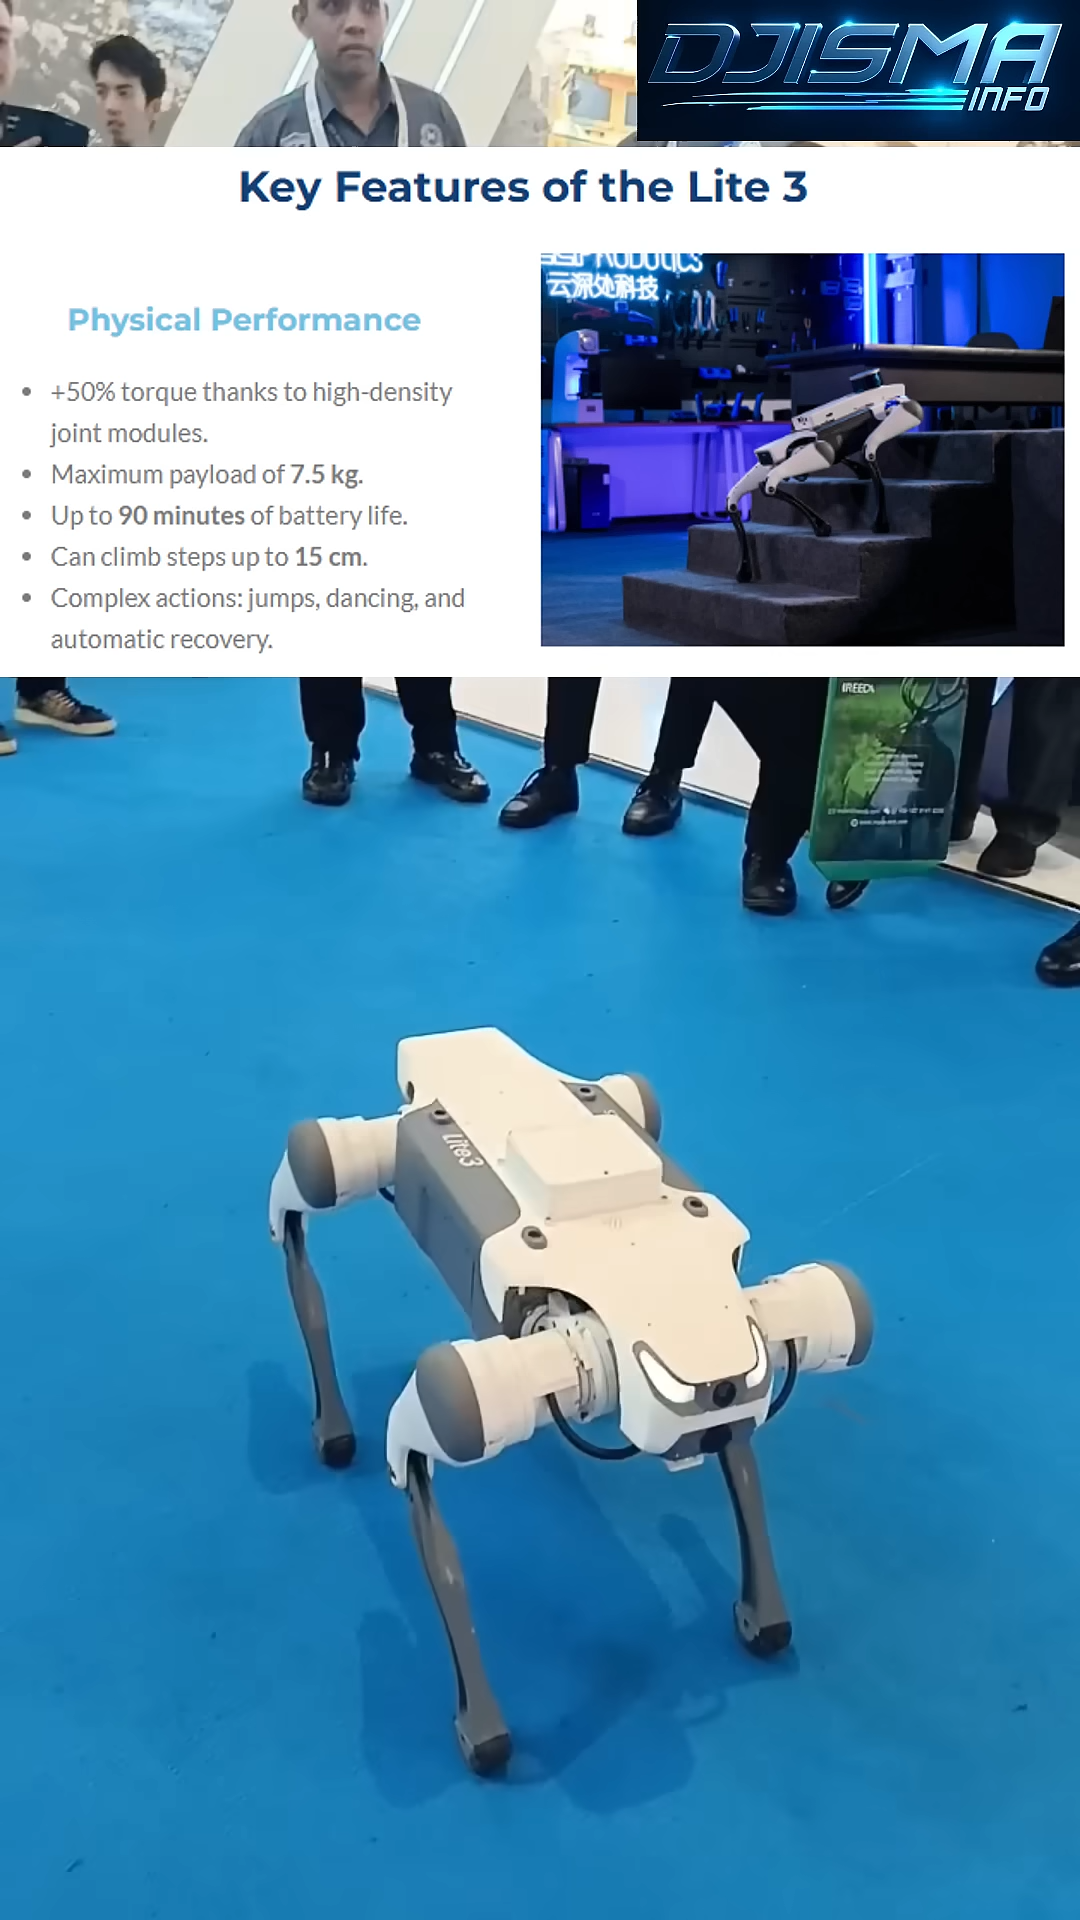 DJISMA
INFO
Key Features of the Lite 3
Physical Performance
• +50% torque thanks to high-density
joint modules.
• Maximum payload of 7.5 kg.
• Up to 90 minutes of battery life.
• Can climb steps up to 15 cm.
• Complex actions: jumps, dancing, and
automatic recovery.
云深处科技
Lite3